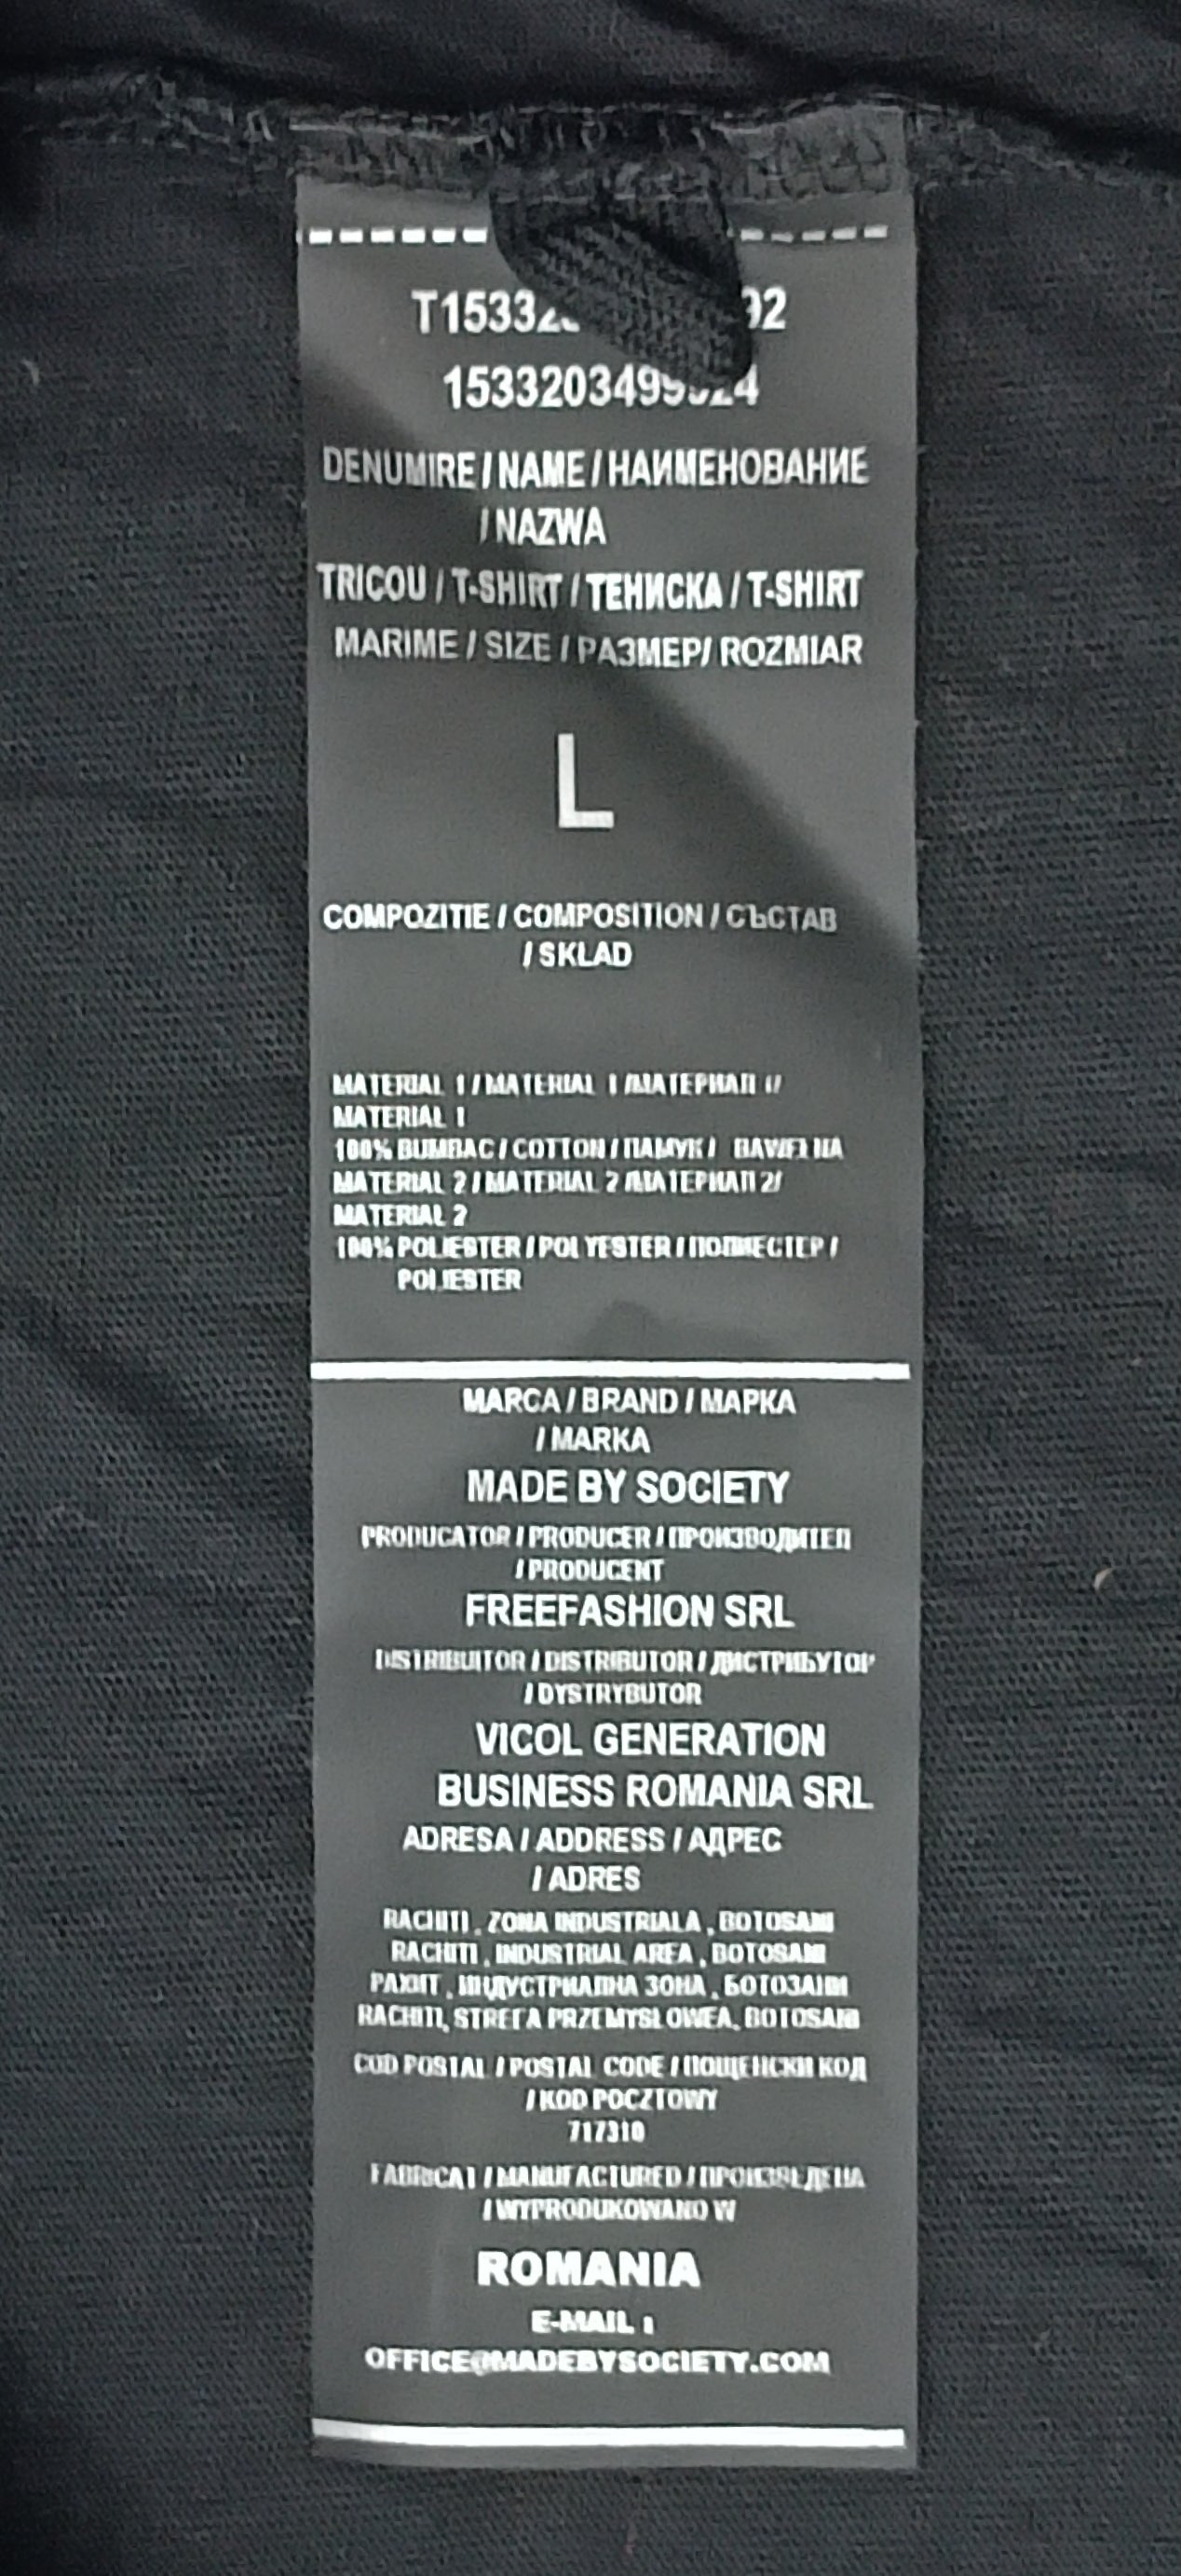 DENUMIRE / NAME / НАИМЕНОВАНИЕ
/ NAZWA
TRICOU / T-SHIRT / ТЕНИСКА / T-SHIRT
MARIME / SIZE / РАЗМЕР/ ROZMIAR
L
COMPOZITIE / COMPOSITION / СЪСТАВ
/ SKLAD
MATERIAL 1 / MATERIAL 1 /МАТЕРИАЛ 1/
MATERIAL 1
100% BUMBAC / COTTON / ПАМУК / BAWELNA
MATERIAL 2 / MATERIAL 2 /МАТЕРИАЛ 2/
MATERIAL 2
100% POLIESTER / POLYESTER / ПОЛИЕСТЕР /
POLIESTER
MARCA / BRAND / МАРКА
/ MARKA
MADE BY SOCIETY
PRODUCATOR / PRODUCER / ПРОИЗВОДИТЕЛ
/ PRODUCENT
FREEFASHION SRL
DISTRIBUITOR / DISTRIBUTOR / ДИСТРИБУТОР
/ DYSTRYBUTOR
VICOL GENERATION
BUSINESS ROMANIA SRL
ADRESA / ADDRESS / АДРЕС
/ ADRES
RACHITI , ZONA INDUSTRIALA , BOTOSANI
RACHITI , INDUSTRIAL AREA , BOTOSANI
РАХИТ , ИНДУСТРИАЛНА ЗОНА , БОТОЗАНИ
RACHITI, STREFA PRZEMYSLOWEA, BOTOSANI
COD POSTAL / POSTAL CODE / ПОЩЕНСКИ КОД
/ KOD POCZTOWY
717310
FABRICAT / MANUFACTURED / ПРОИЗВЕДЕНА
/ WYPRODUKOWANO W
ROMANIA
E-MAIL :
OFFICE@MADEBYSOCIETY.COM